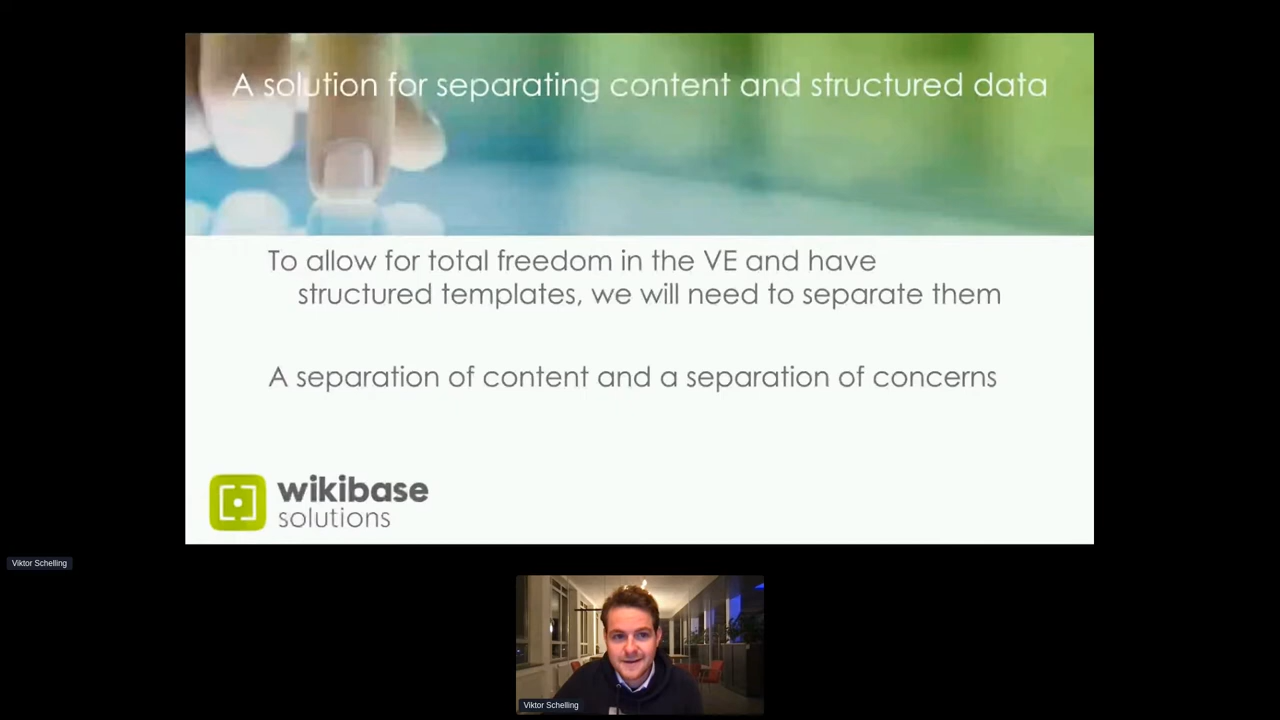 A solution for separating content and structured data
To allow for total freedom in the VE and have
structured templates, we will need to separate them
A separation of content and a separation of concerns
wikibase
solutions
Viktor Schelling
Viktor Schelling